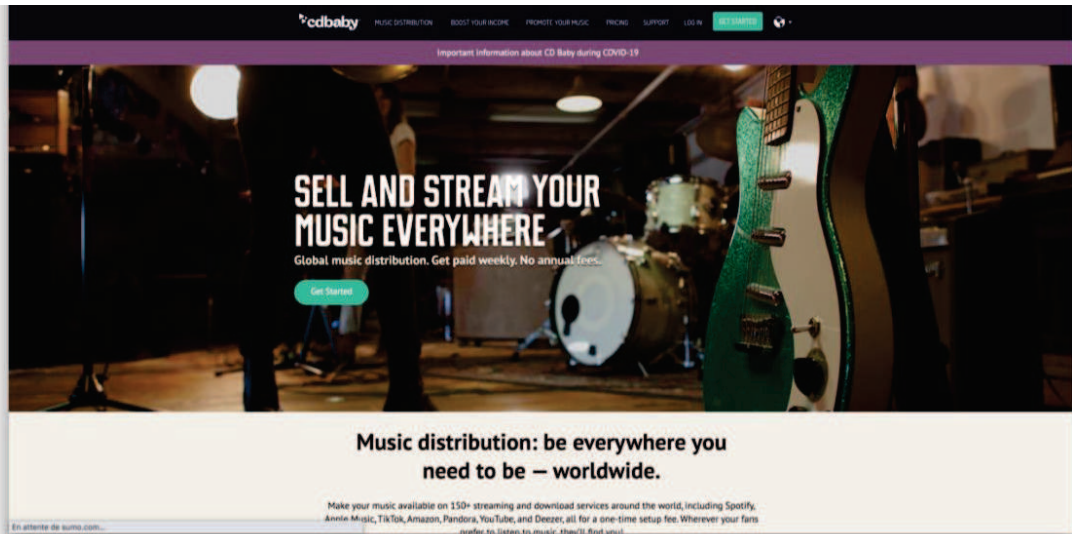 cdbaby MUSIC DISTRIBUTION BOOST YOUR INCOME PROMOTE YOUR MUSIC PRICING SUPPORT LOG IN GET STARTED
Important information about CD Baby during COVID-19
SELL AND STREAM YOUR
MUSIC EVERYWHERE
Global music distribution. Get paid weekly. No annual fees.
Get Started
Music distribution: be everywhere you
need to be — worldwide.
Make your music available on 150+ streaming and download services around the world, including Spotify,
Apple Music, TikTok, Amazon, Pandora, YouTube, and Deezer, all for a one-time setup fee. Wherever your fans
prefer to listen to music, they'll find you!
En attente de sumo.com...